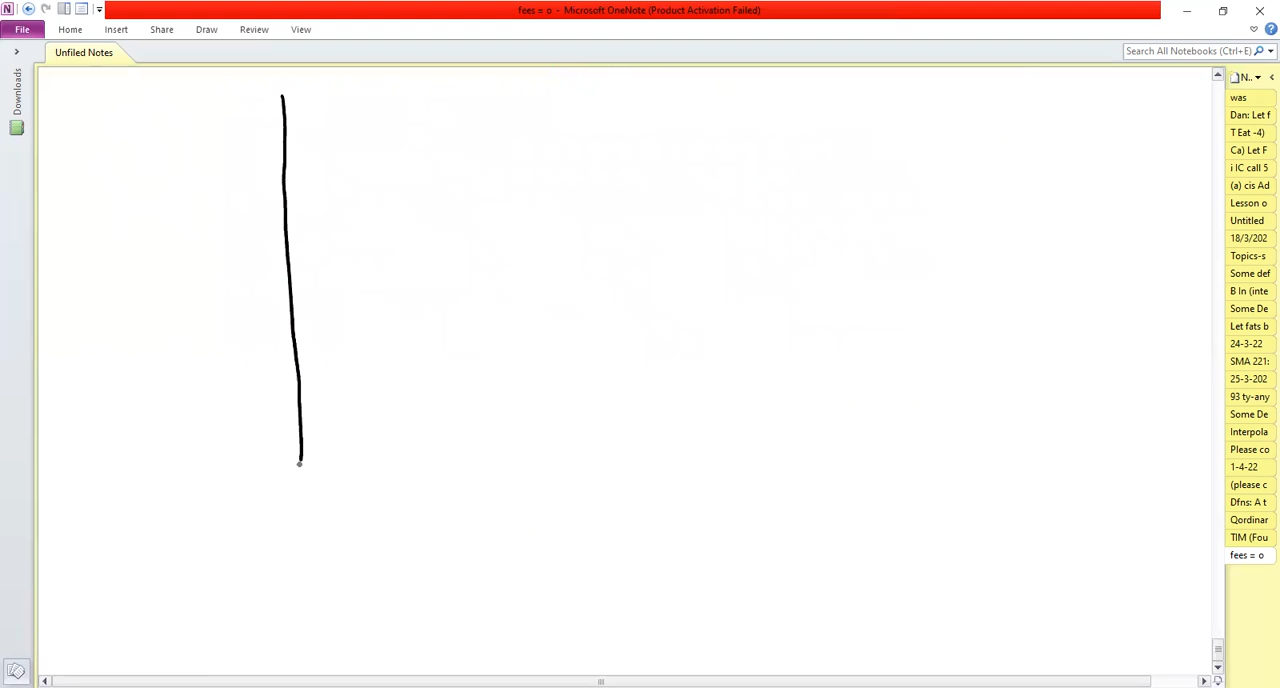 fees = o - Microsoft OneNote (Product Activation Failed)
File Home Insert Share Draw Review View
Unfiled Notes
Search All Notebooks (Ctrl+E)
Downloads
N..
was
Dan: Let f
T Eat -4)
Ca) Let F
i IC call 5
(a) cis Ad
Lesson o
Untitled
18/3/202
Topics-s
Some def
B In (inte
Some De
Let fats b
24-3-22
SMA 221:
25-3-202
93 ty-any
Some De
Interpola
Please co
1-4-22
(please c
Dfns: A t
Qordinar
TIM (Fou
fees = o